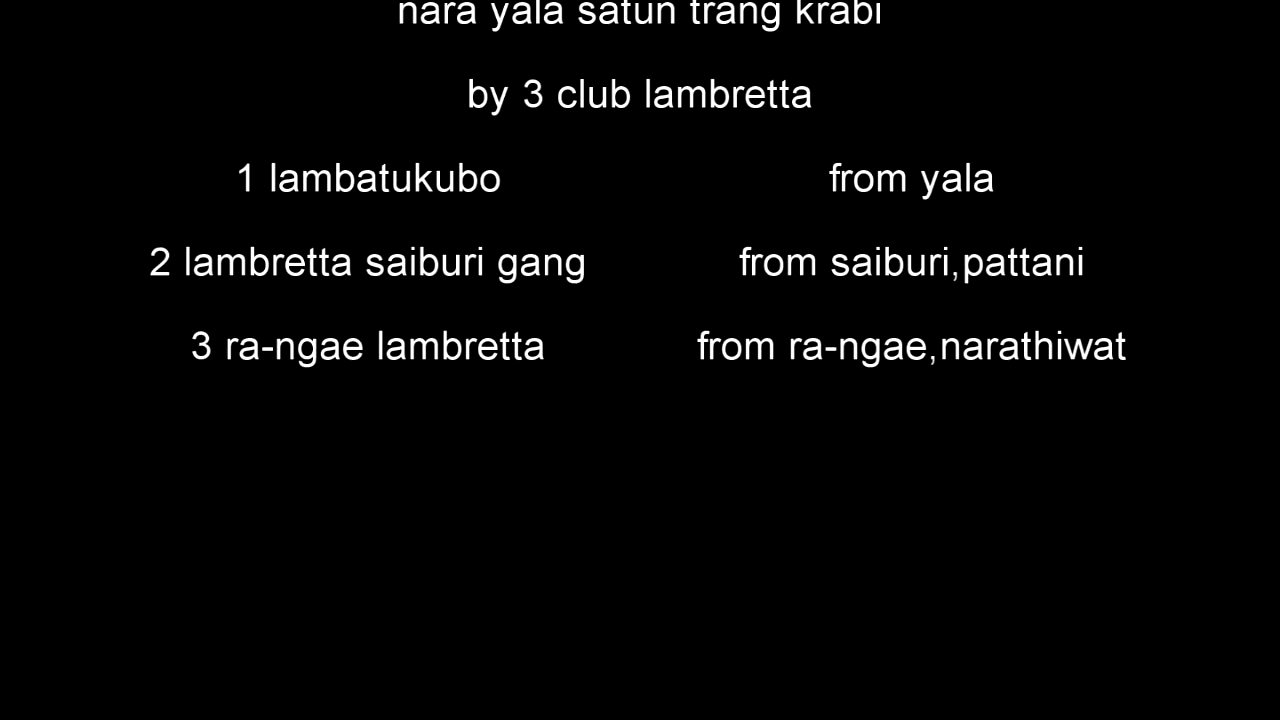 nara yala satun trang krabi
by 3 club lambretta
1 lambatukubo from yala
2 lambretta saiburi gang from saiburi,pattani
3 ra-ngae lambretta from ra-ngae,narathiwat